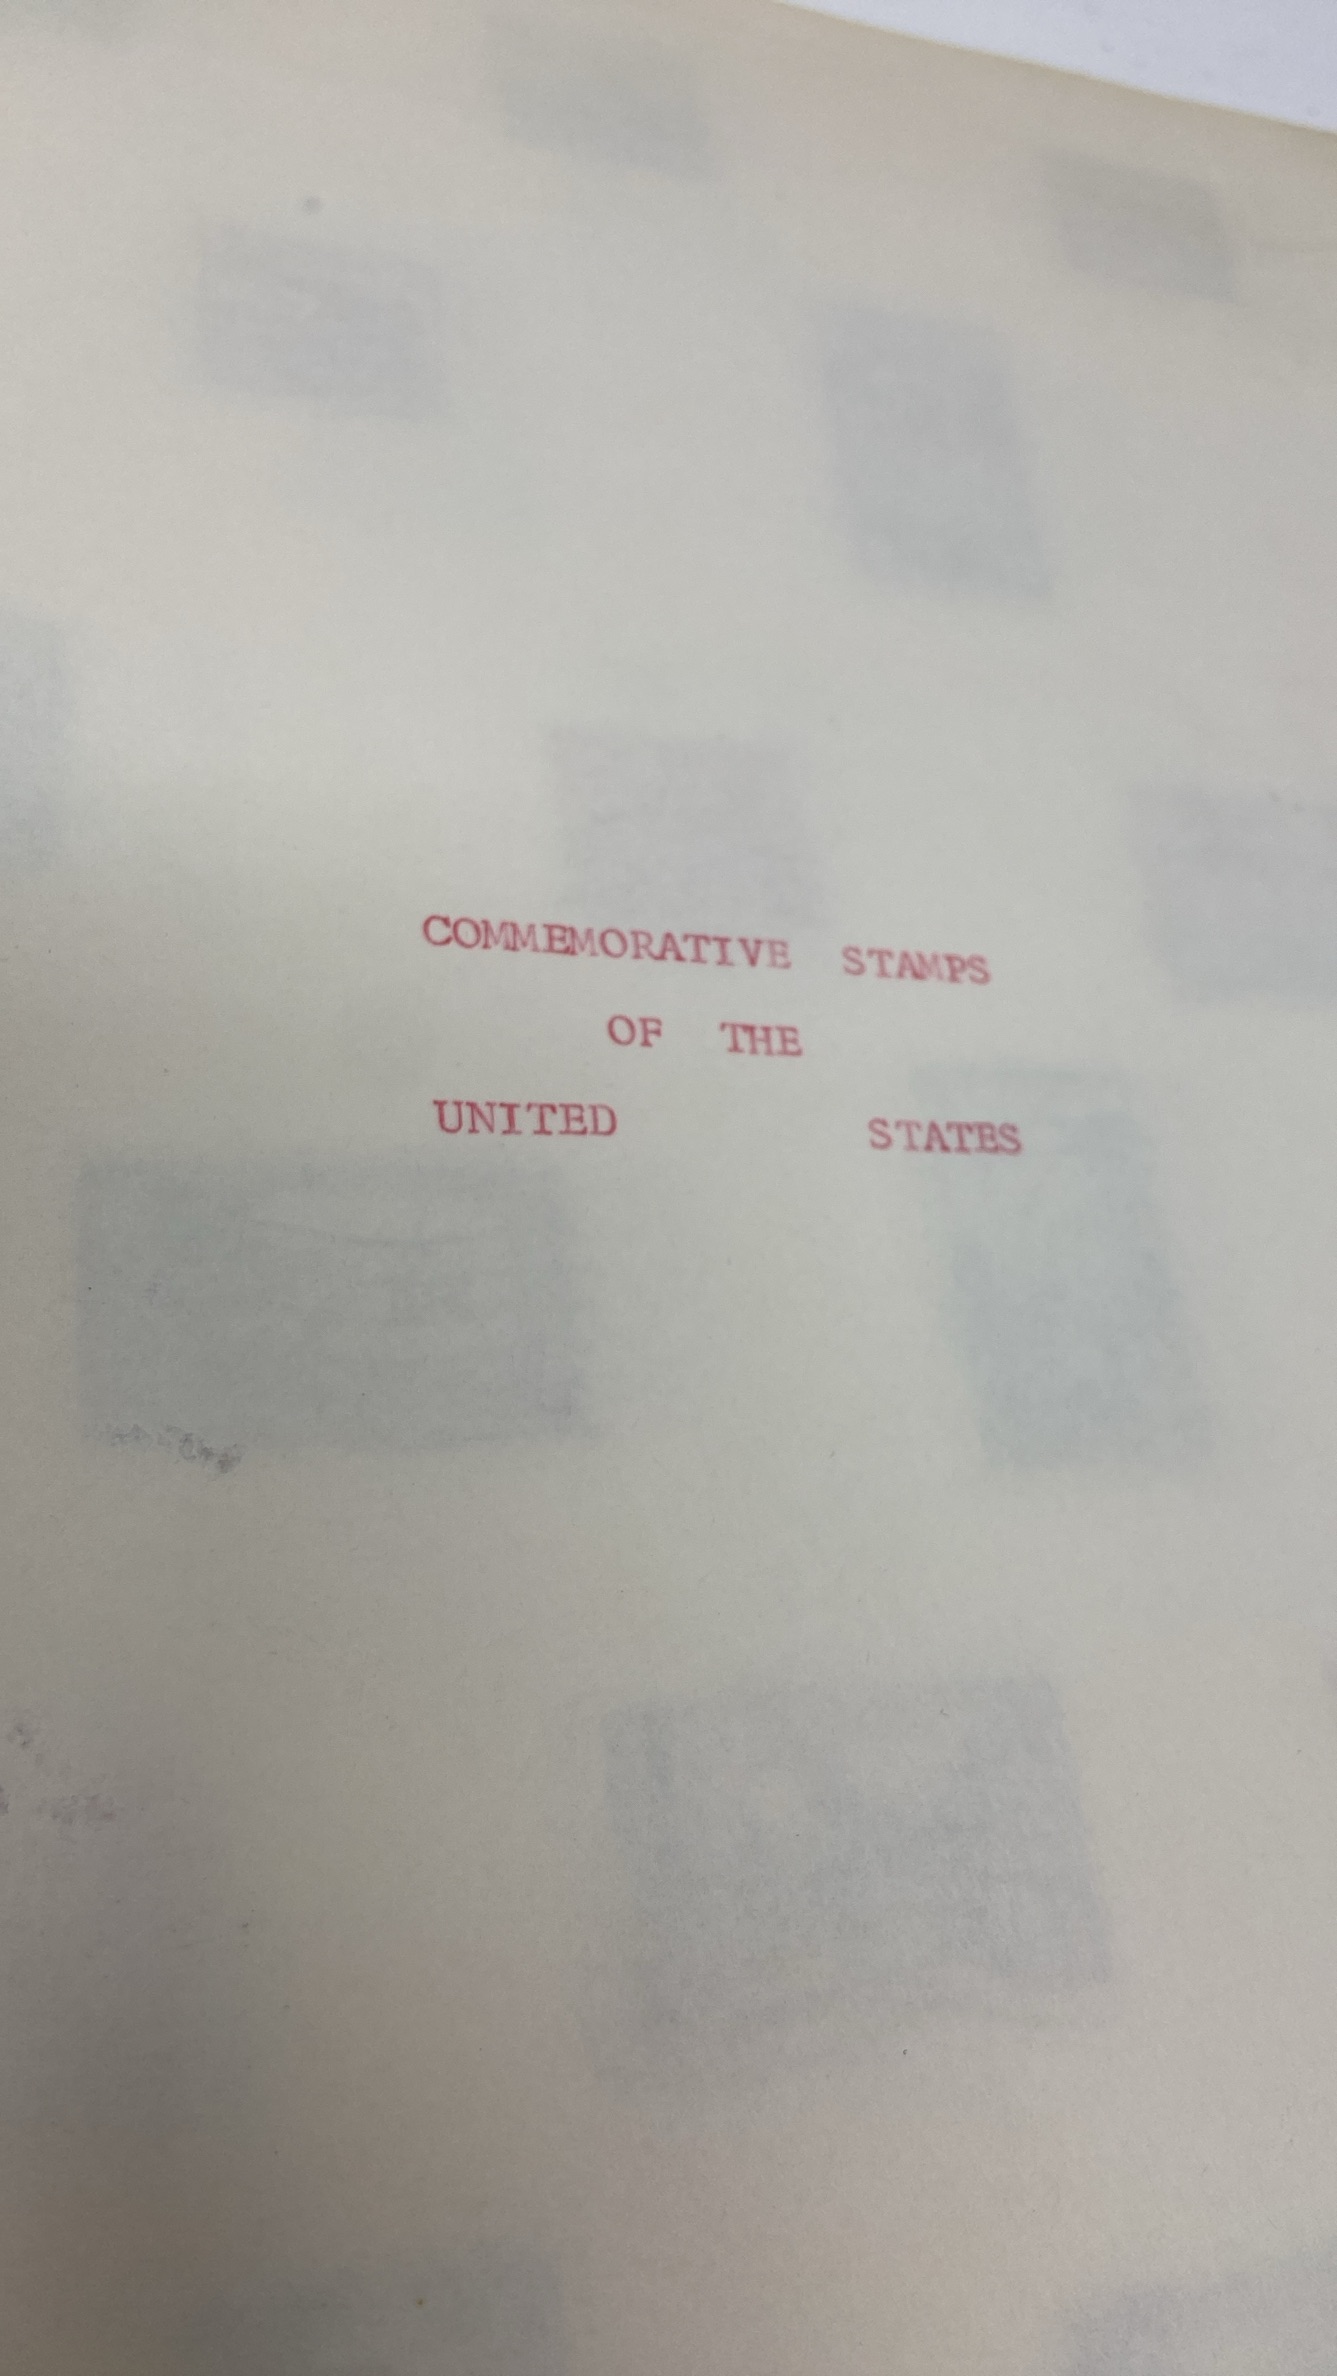 COMMEMORATIVE STAMPS
OF THE
UNITED STATES